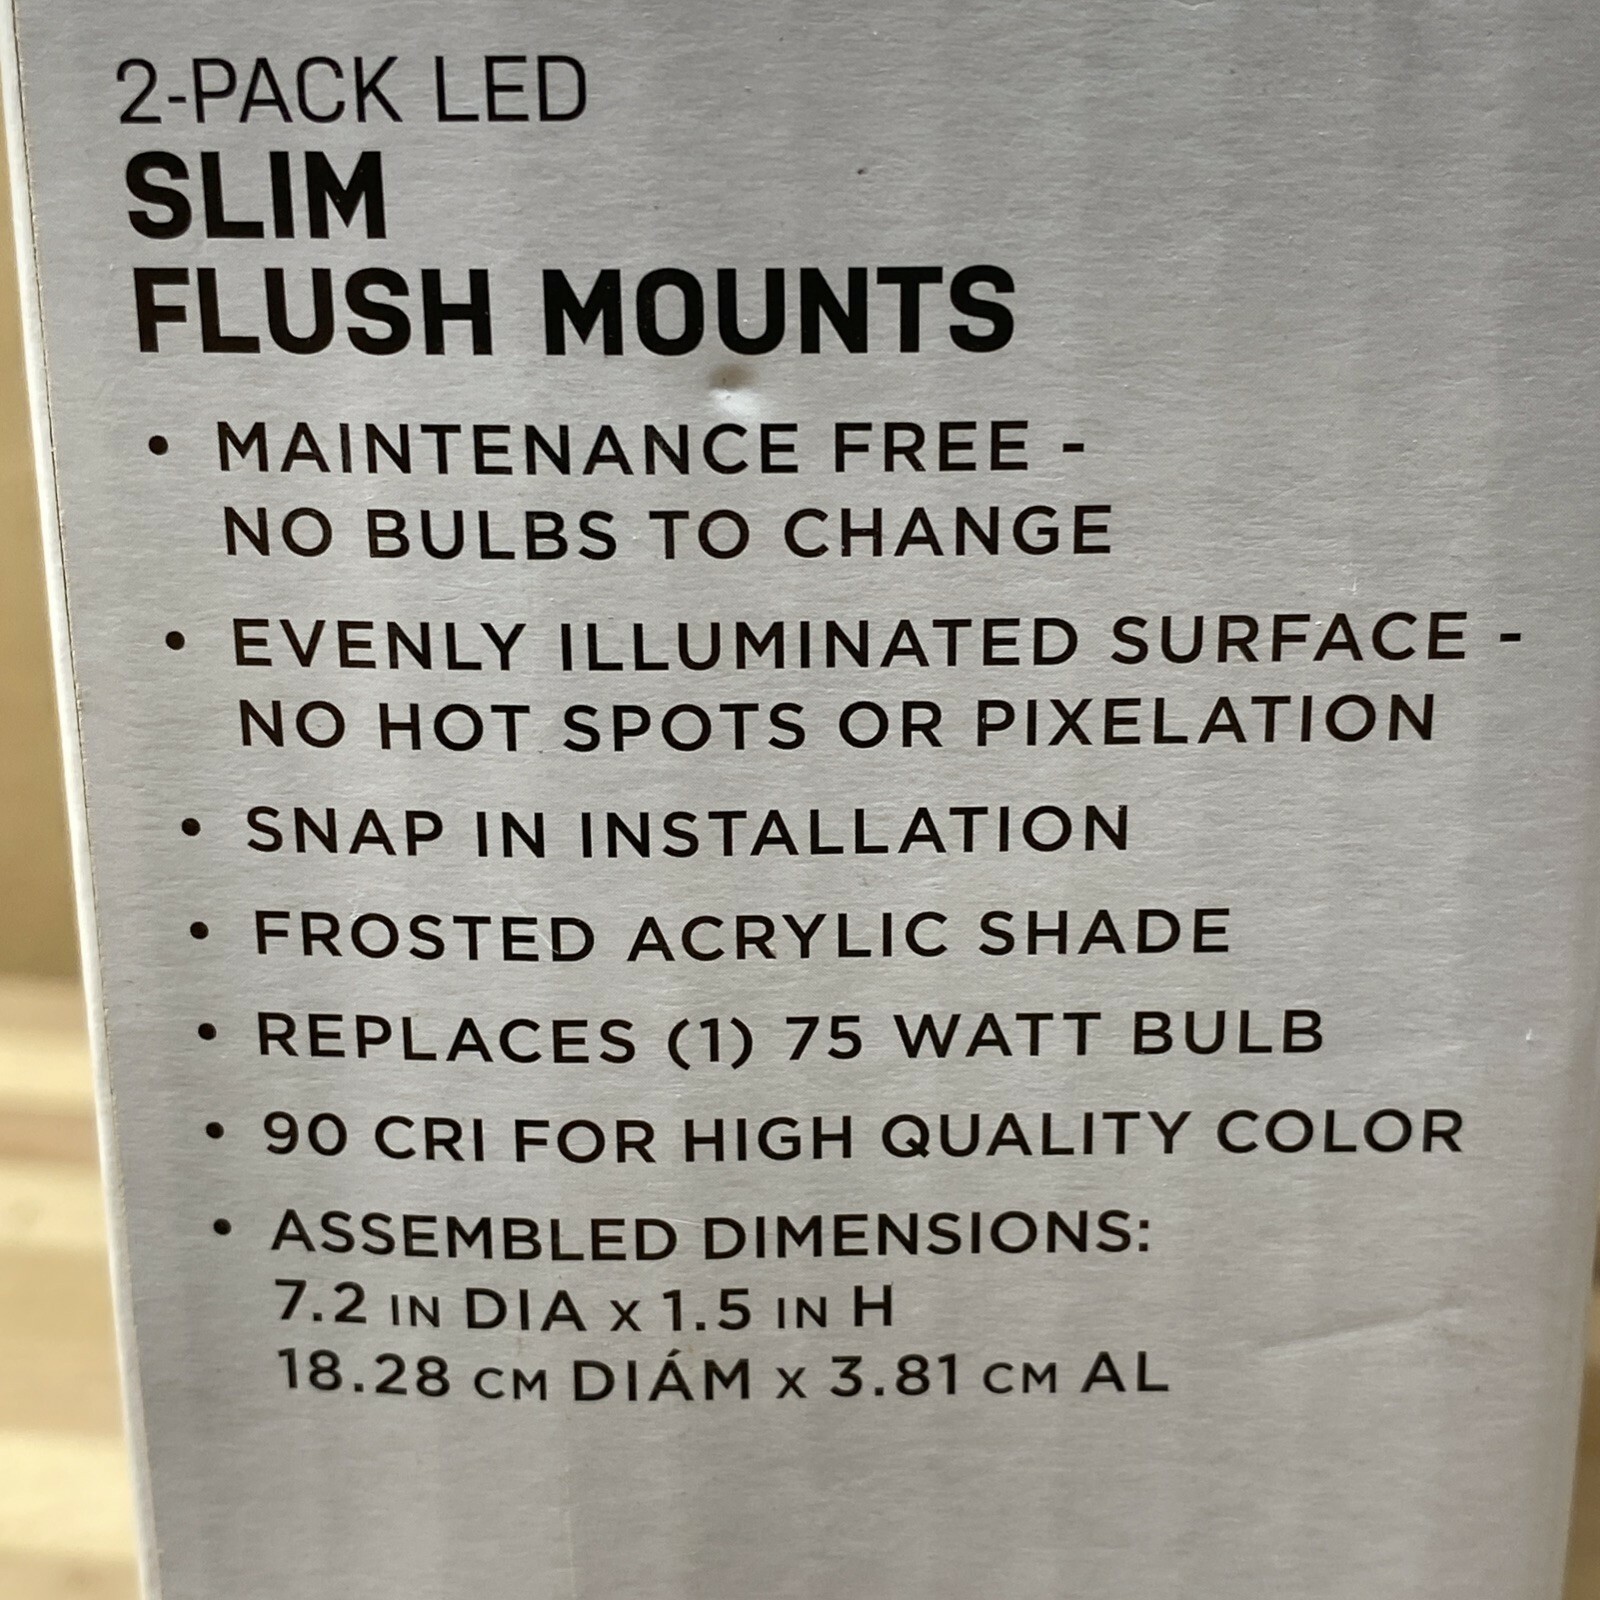 2-PACK LED
SLIM
FLUSH MOUNTS
• MAINTENANCE FREE -
NO BULBS TO CHANGE
• EVENLY ILLUMINATED SURFACE -
NO HOT SPOTS OR PIXELATION
• SNAP IN INSTALLATION
• FROSTED ACRYLIC SHADE
• REPLACES (1) 75 WATT BULB
• 90 CRI FOR HIGH QUALITY COLOR
• ASSEMBLED DIMENSIONS:
7.2 IN DIA X 1.5 IN H
18.28 CM DIÁM X 3.81 CM AL